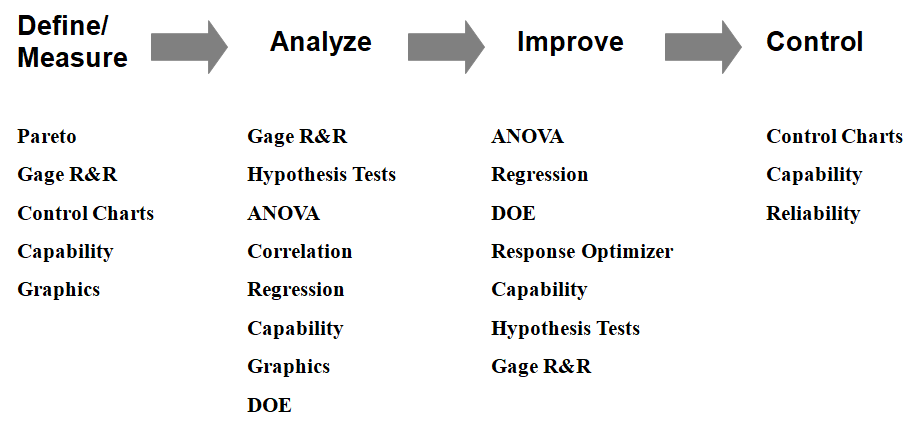 Define/
Measure
Analyze
Improve
Control
Pareto
Gage R&R
Control Charts
Capability
Graphics
Gage R&R
Hypothesis Tests
ANOVA
Correlation
Regression
Capability
Graphics
DOE
ANOVA
Regression
DOE
Response Optimizer
Capability
Hypothesis Tests
Gage R&R
Control Charts
Capability
Reliability